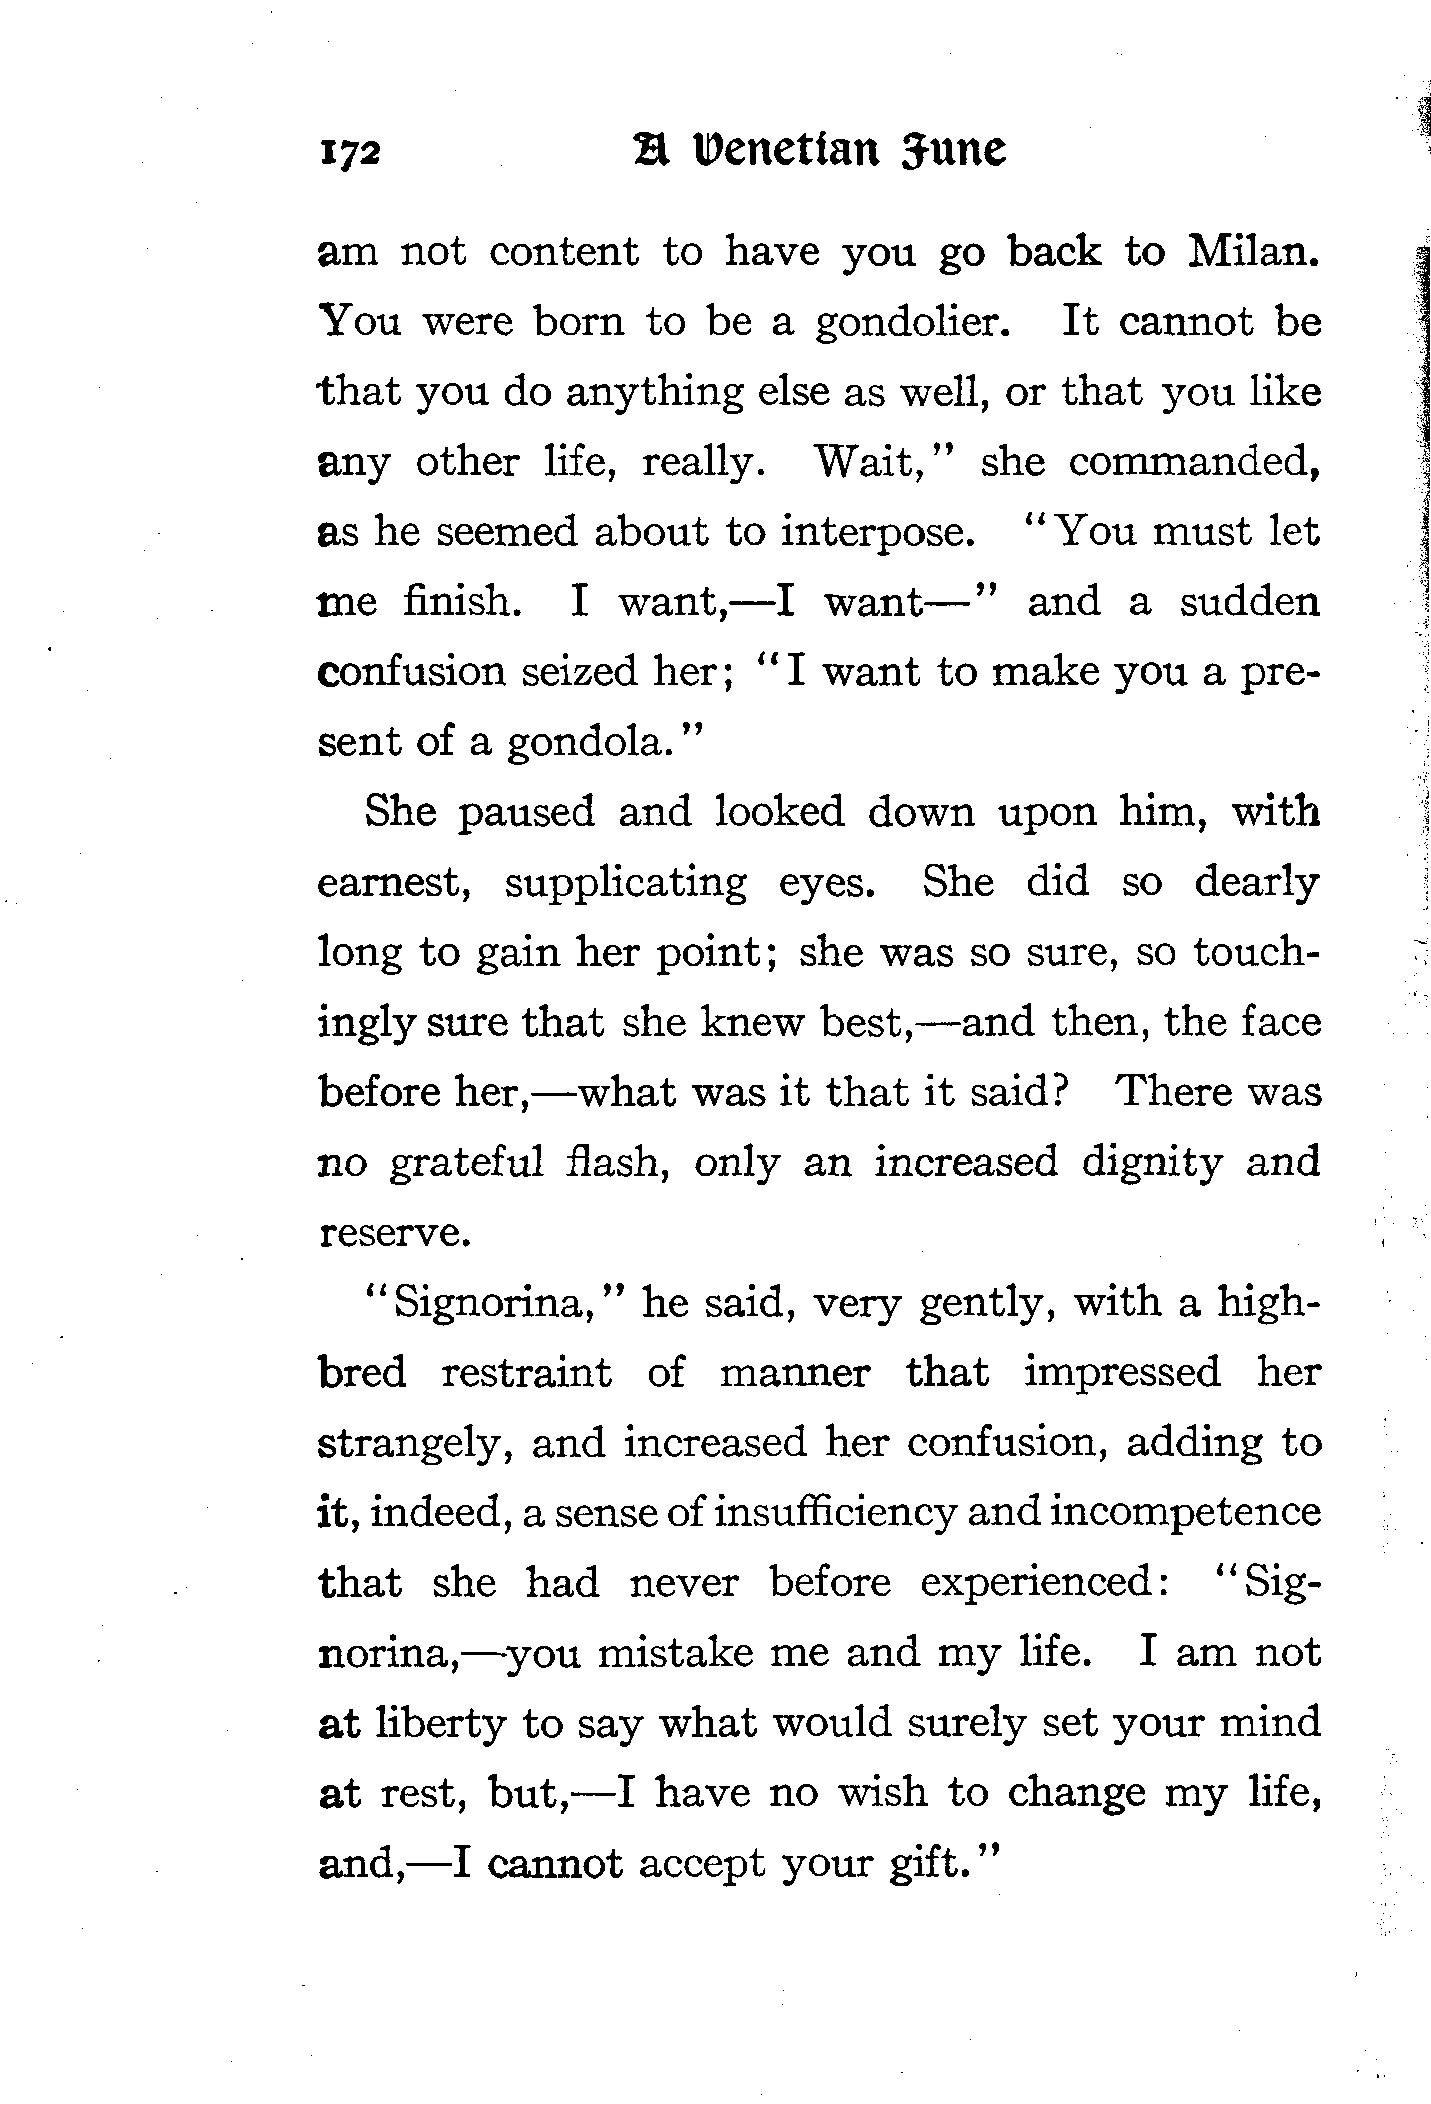 172 A Venetian June
am not content to have you go back to Milan.
You were born to be a gondolier. It cannot be
that you do anything else as well, or that you like
any other life, really. Wait," she commanded,
as he seemed about to interpose. "You must let
me finish. I want,—I want—" and a sudden
confusion seized her; "I want to make you a pre-
sent of a gondola."
She paused and looked down upon him, with
earnest, supplicating eyes. She did so dearly
long to gain her point; she was so sure, so touch-
ingly sure that she knew best,—and then, the face
before her,—what was it that it said? There was
no grateful flash, only an increased dignity and
reserve.
"Signorina," he said, very gently, with a high-
bred restraint of manner that impressed her
strangely, and increased her confusion, adding to
it, indeed, a sense of insufficiency and incompetence
that she had never before experienced: "Sig-
norina,—you mistake me and my life. I am not
at liberty to say what would surely set your mind
at rest, but,—I have no wish to change my life,
and,—I cannot accept your gift."